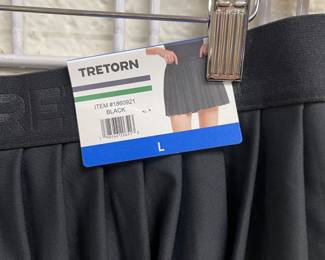 TRETORN
ITEM #1860921
BLACK
L